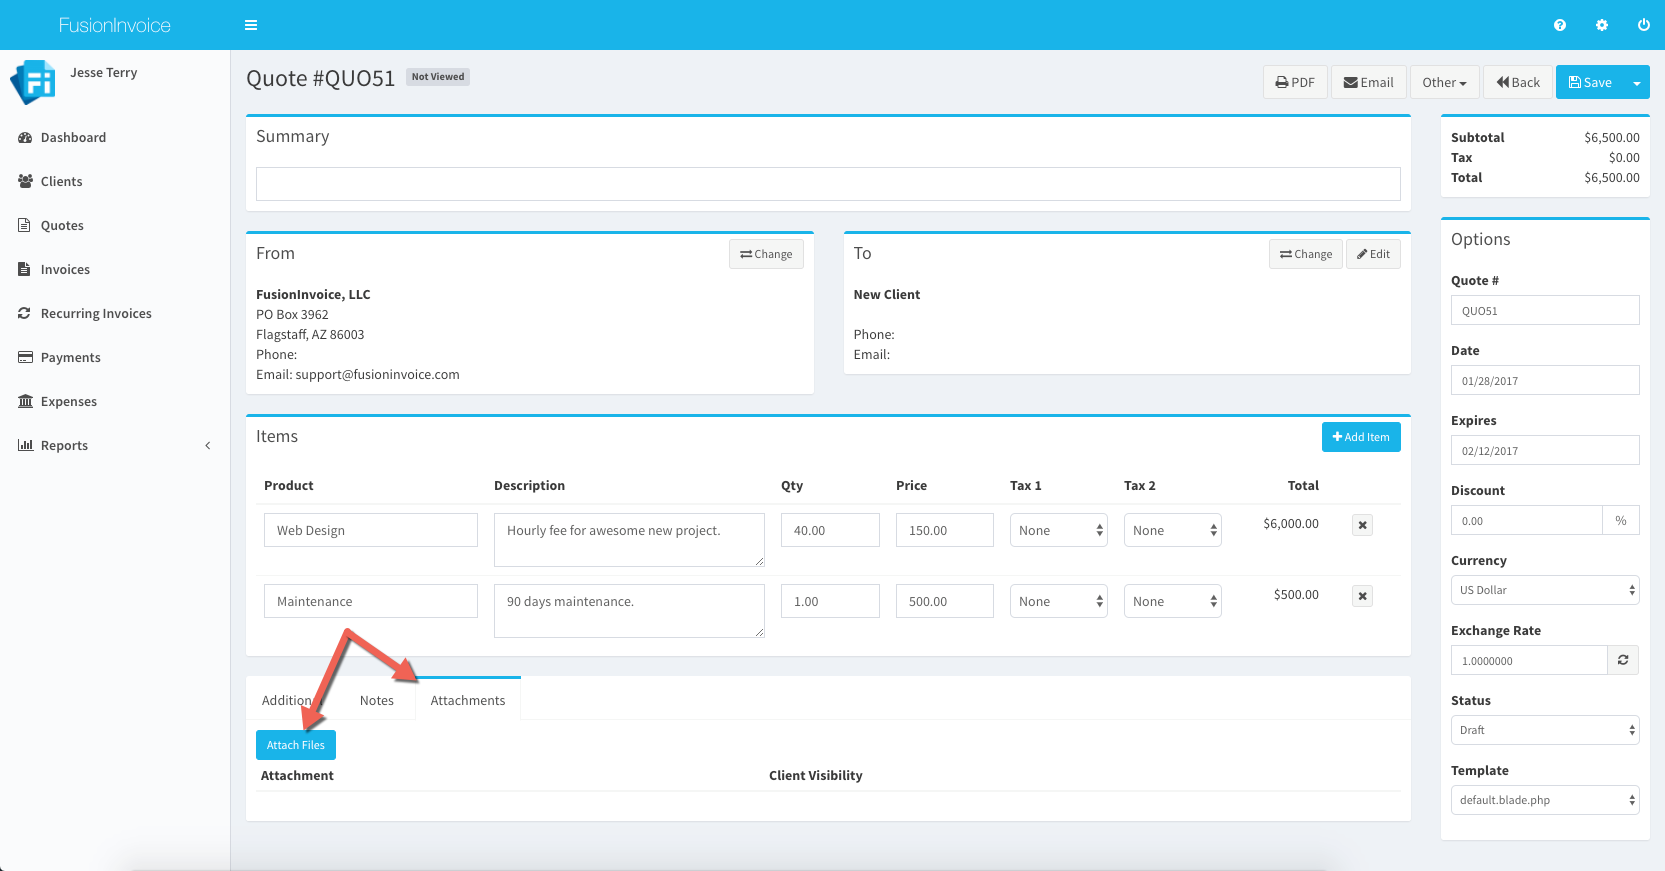 FusionInvoice
Fi
Jesse Terry
Dashboard
Clients
Quotes
Invoices
Recurring Invoices
Payments
Expenses
Reports
Quote #QUO51 Not Viewed
PDF Email Other Back Save
Summary
From Change
FusionInvoice, LLC
PO Box 3962
Flagstaff, AZ 86003
Phone:
Email: support@fusioninvoice.com
To Change Edit
New Client
Phone:
Email:
Items Add Item
Product Description Qty Price Tax 1 Tax 2 Total
Web Design Hourly fee for awesome new project. 40.00 150.00 None None $6,000.00
Maintenance 90 days maintenance. 1.00 500.00 None None $500.00
Addition Notes Attachments
Attach Files
Attachment Client Visibility
Subtotal $6,500.00
Tax $0.00
Total $6,500.00
Options
Quote #
QUO51
Date
01/28/2017
Expires
02/12/2017
Discount
0.00 %
Currency
US Dollar
Exchange Rate
1.0000000
Status
Draft
Template
default.blade.php